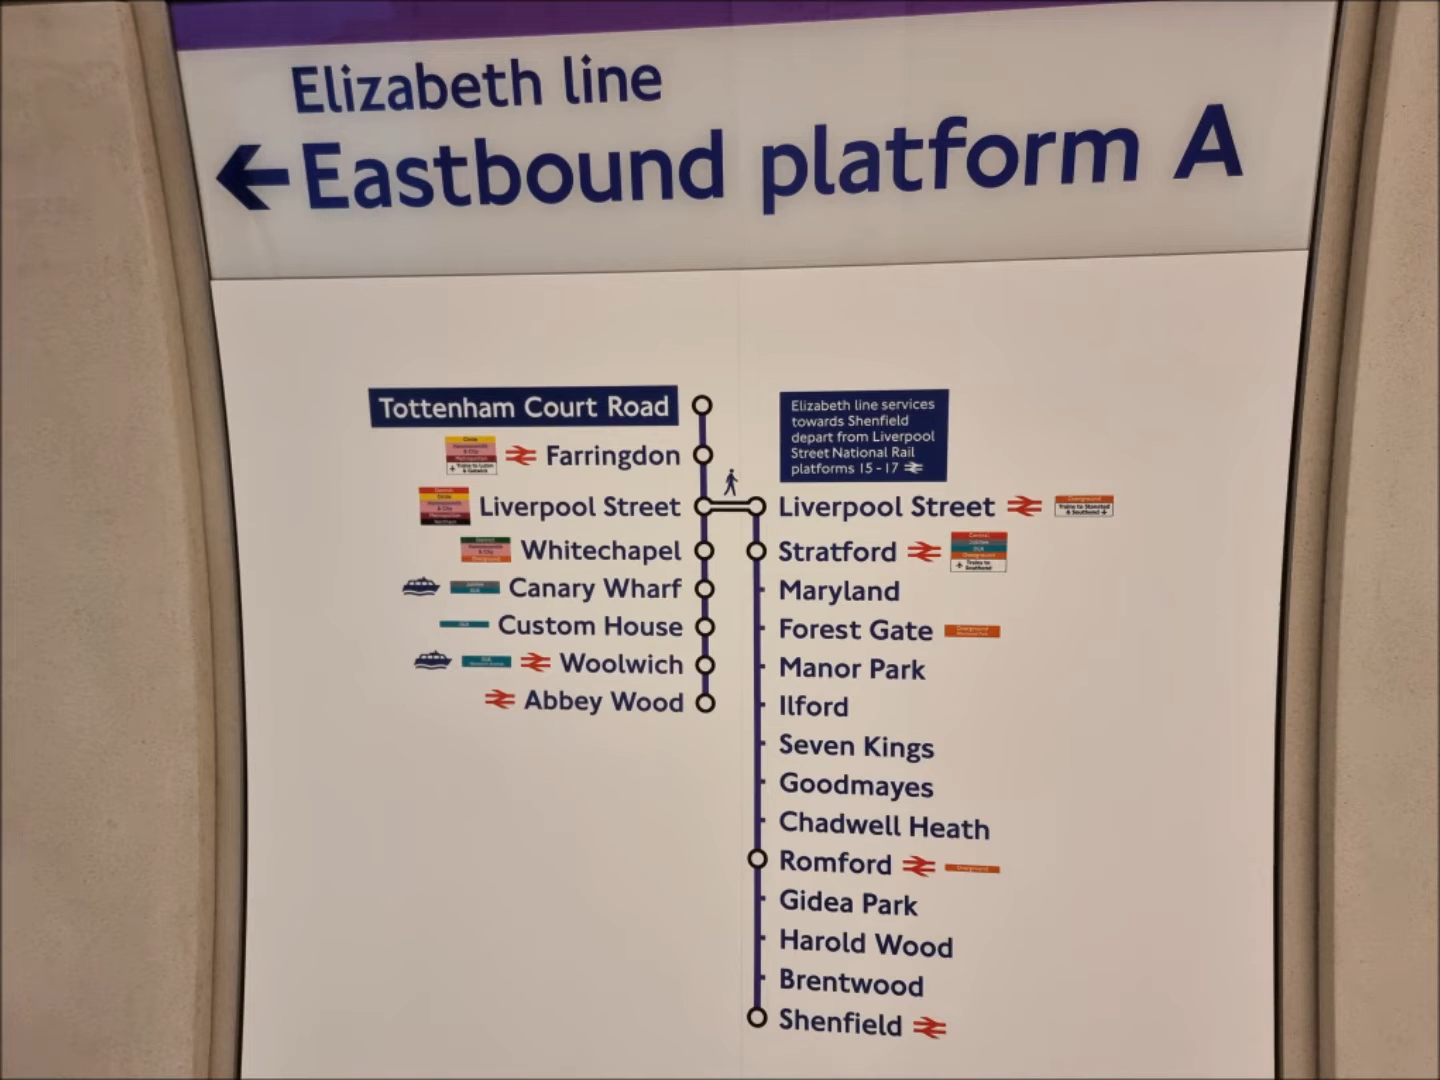 Elizabeth line
Eastbound platform A
Tottenham Court Road
Farringdon
Liverpool Street
Whitechapel
Canary Wharf
Custom House
Woolwich
Abbey Wood
Elizabeth line services
towards Shenfield
depart from Liverpool
Street National Rail
platforms 15 - 17
Liverpool Street
Stratford
Maryland
Forest Gate
Manor Park
Ilford
Seven Kings
Goodmayes
Chadwell Heath
Romford
Gidea Park
Harold Wood
Brentwood
Shenfield